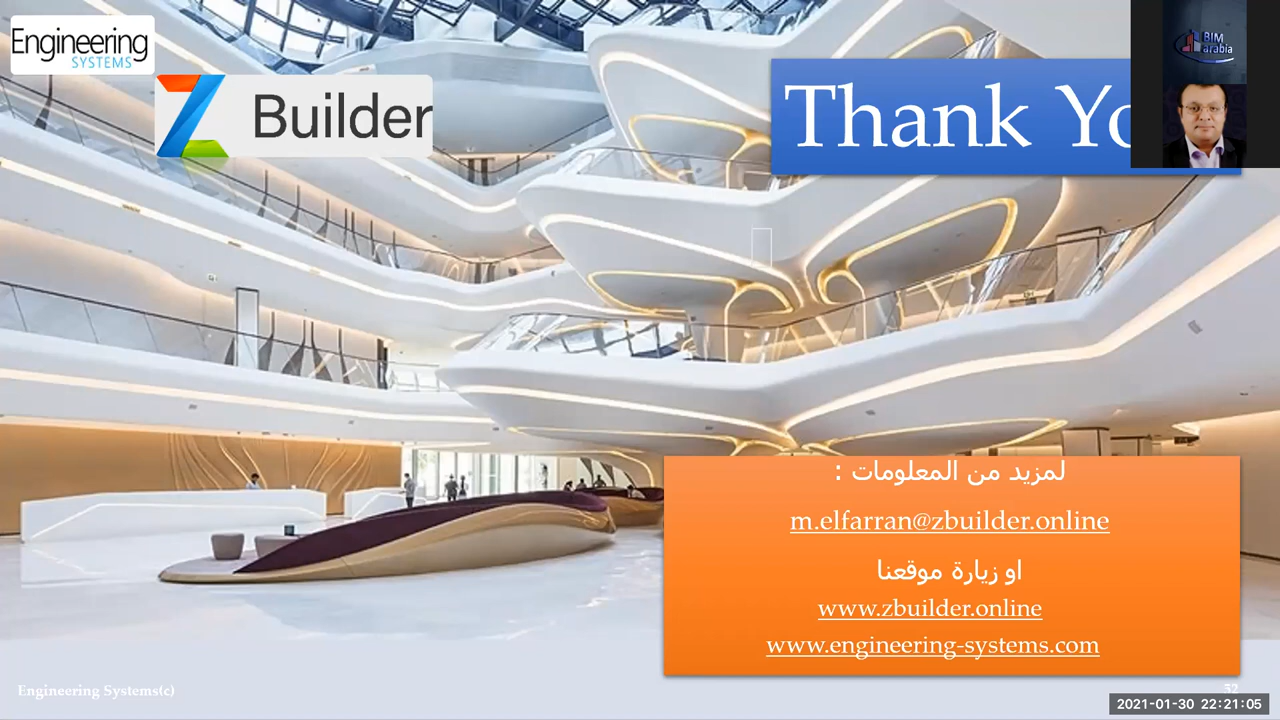 Engineering
SYSTEMS
Z Builder
Thank Yo
BIM
arabia
لمزيد من المعلومات :
m.elfarran@zbuilder.online
او زيارة موقعنا
www.zbuilder.online
www.engineering-systems.com
Engineering Systems(c)
52
2021-01-30 22:21:05